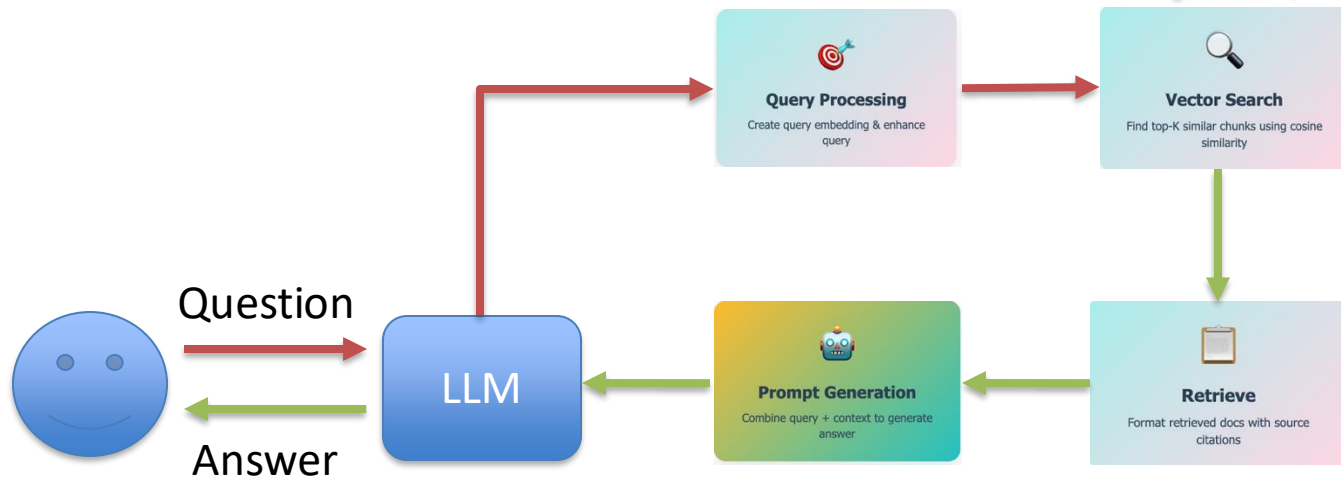 Query Processing
Create query embedding & enhance
query
Vector Search
Find top-K similar chunks using cosine
similarity
Question
LLM
Answer
Prompt Generation
Combine query + context to generate
answer
Retrieve
Format retrieved docs with source
citations